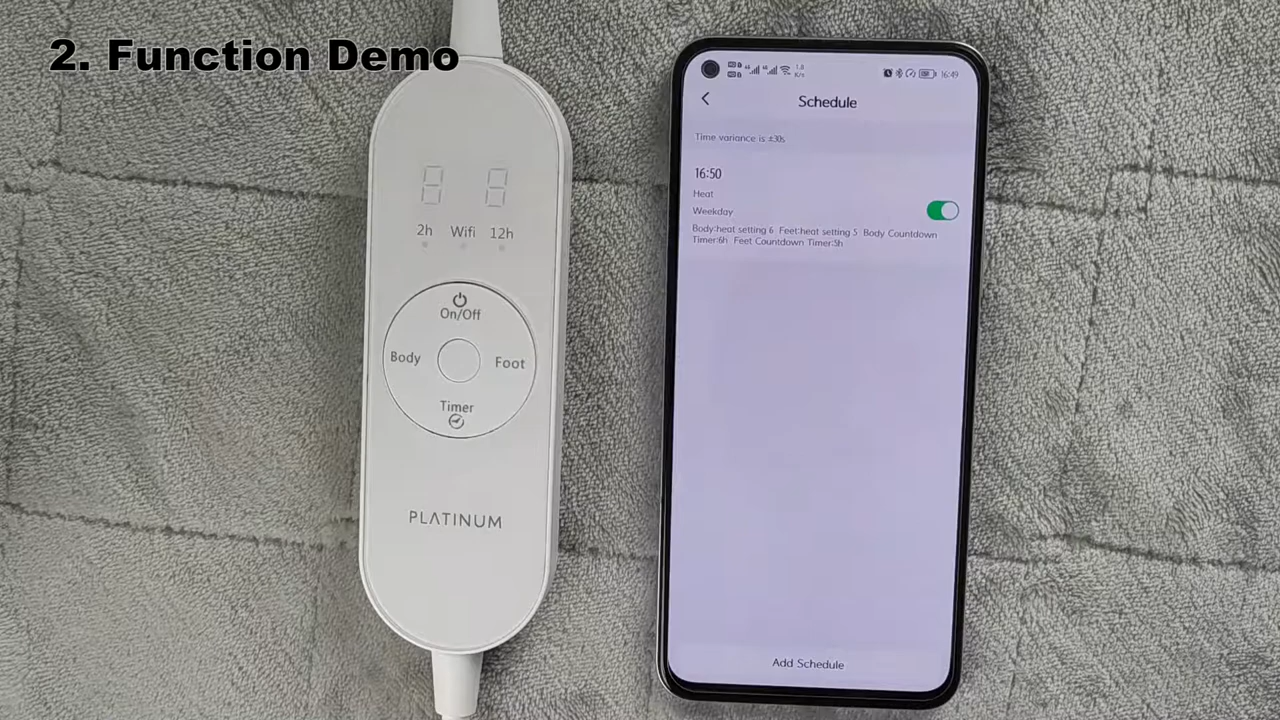 2. Function Demo
2h Wifi 12h
On/Off
Body Foot
Timer
PLATINUM
16:49
Schedule
Time variance is ±30s
16:50
Heat
Weekday
Body:heat setting 6 Feet:heat setting 5 Body Countdown
Timer:6h Feet Countdown Timer:5h
Add Schedule